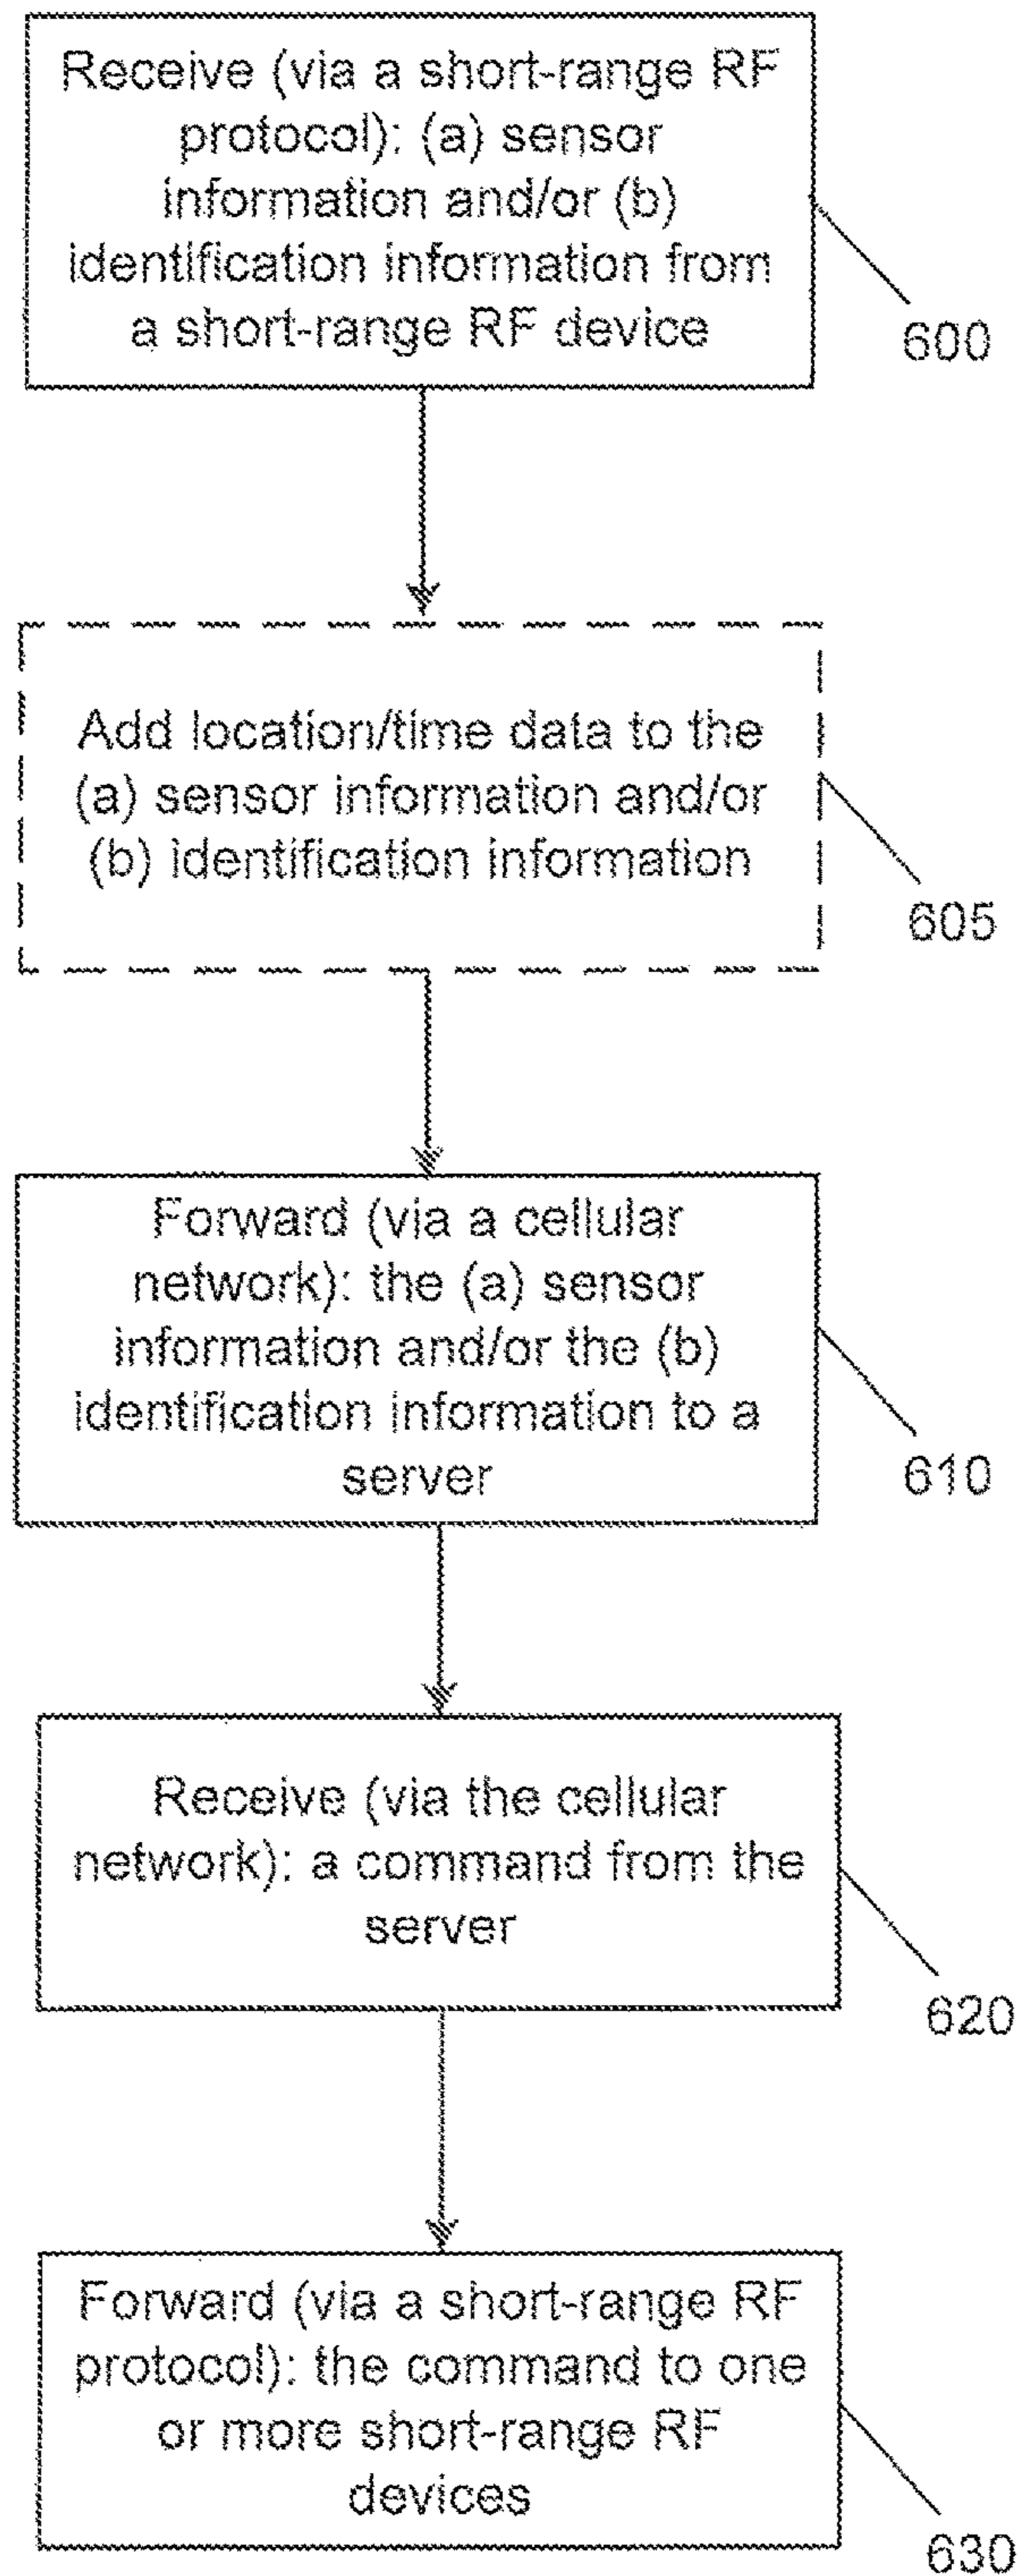 Receive (via a short-range RF
protocol): (a) sensor
information and/or (b)
identification information from
a short-range RF device
600
Add location/time data to the
(a) sensor information and/or
(b) identification information
605
Forward (via a cellular
network): the (a) sensor
information and/or the (b)
identification information to a
server
610
Receive (via the cellular
network): a command from the
server
620
Forward (via a short-range RF
protocol): the command to one
or more short-range RF
devices
630